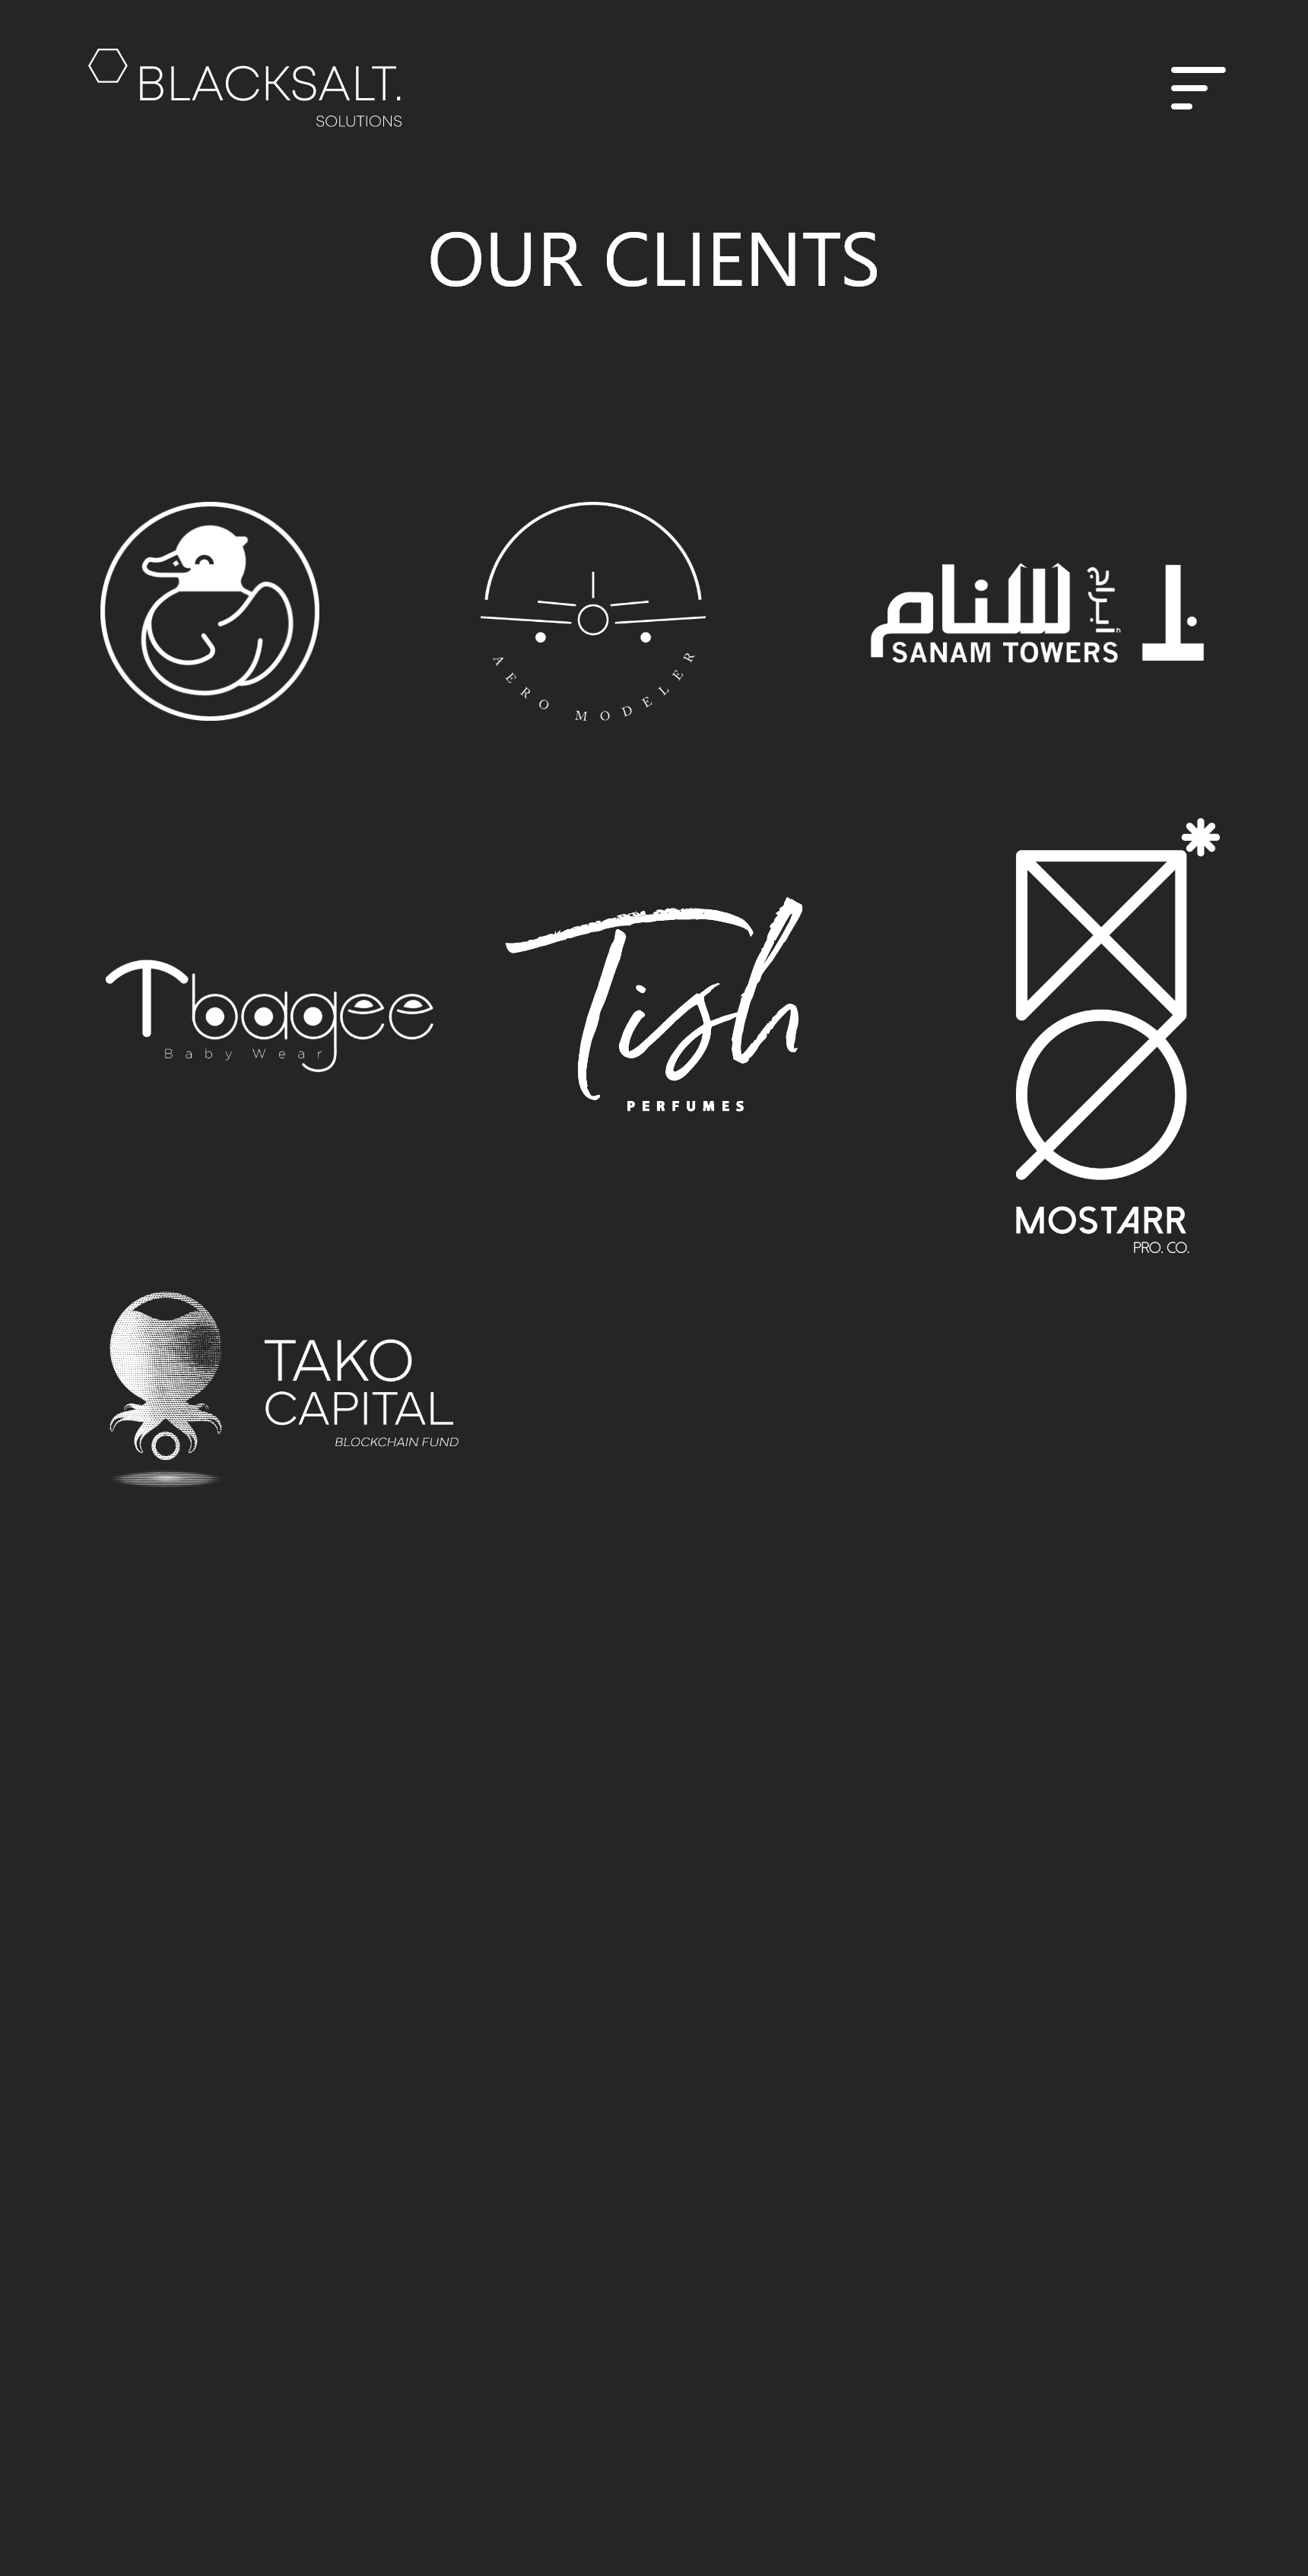 BLACKSALT.
SOLUTIONS
OUR CLIENTS
AERO MODELER
سنام
SANAM TOWERS
Tbagee
Baby Wear
Tish
PERFUMES
MOSTARR
PRO. CO.
TAKO
CAPITAL
BLOCKCHAIN FUND